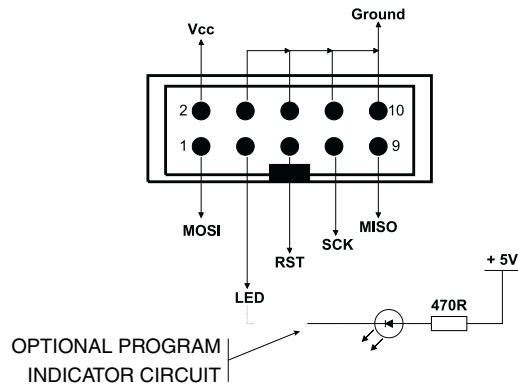 Vcc
Ground
2
10
1
9
MOSI
MISO
SCK
RST
LED
+ 5V
470R
OPTIONAL PROGRAM
INDICATOR CIRCUIT